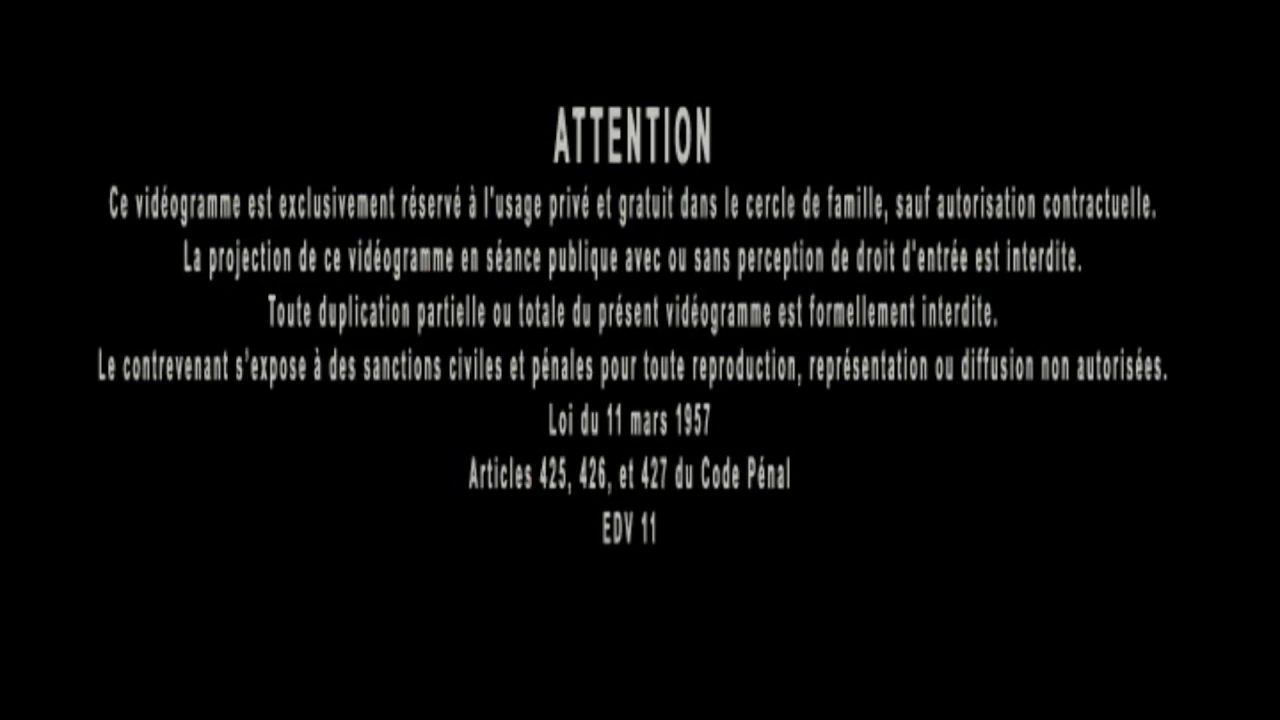 ATTENTION
Ce vidéogramme est exclusivement réservé à l'usage privé et gratuit dans le cercle de famille, sauf autorisation contractuelle.
La projection de ce vidéogramme en séance publique avec ou sans perception de droit d'entrée est interdite.
Toute duplication partielle ou totale du présent vidéogramme est formellement interdite.
Le contrevenant s'expose à des sanctions civiles et pénales pour toute reproduction, représentation ou diffusion non autorisées.
Loi du 11 mars 1957
Articles 425, 426, et 427 du Code Pénal
EDV 11